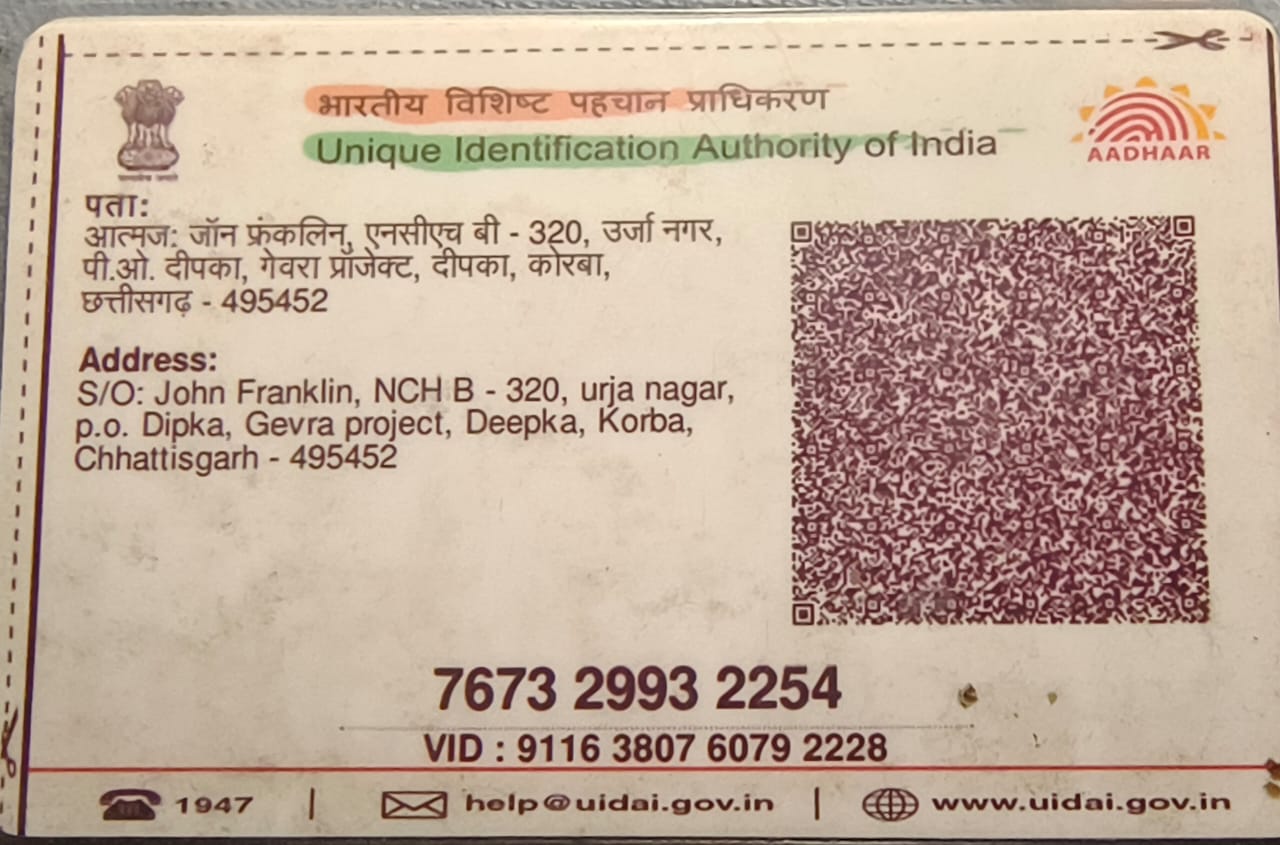 भारतीय विशिष्ट पहचान प्राधिकरण
Unique Identification Authority of India
AADHAAR
पता:
आत्मज: जॉन फ्रंकलिन, एनसीएच बी - 320, उर्जा नगर,
पी.ओ. दीपका, गेवरा प्रॉजेक्ट, दीपका, कोरबा,
छत्तीसगढ़ - 495452
Address:
S/O: John Franklin, NCH B - 320, urja nagar,
p.o. Dipka, Gevra project, Deepka, Korba,
Chhattisgarh - 495452
7673 2993 2254
VID : 9116 3807 6079 2228
1947 | help@uidai.gov.in | www.uidai.gov.in